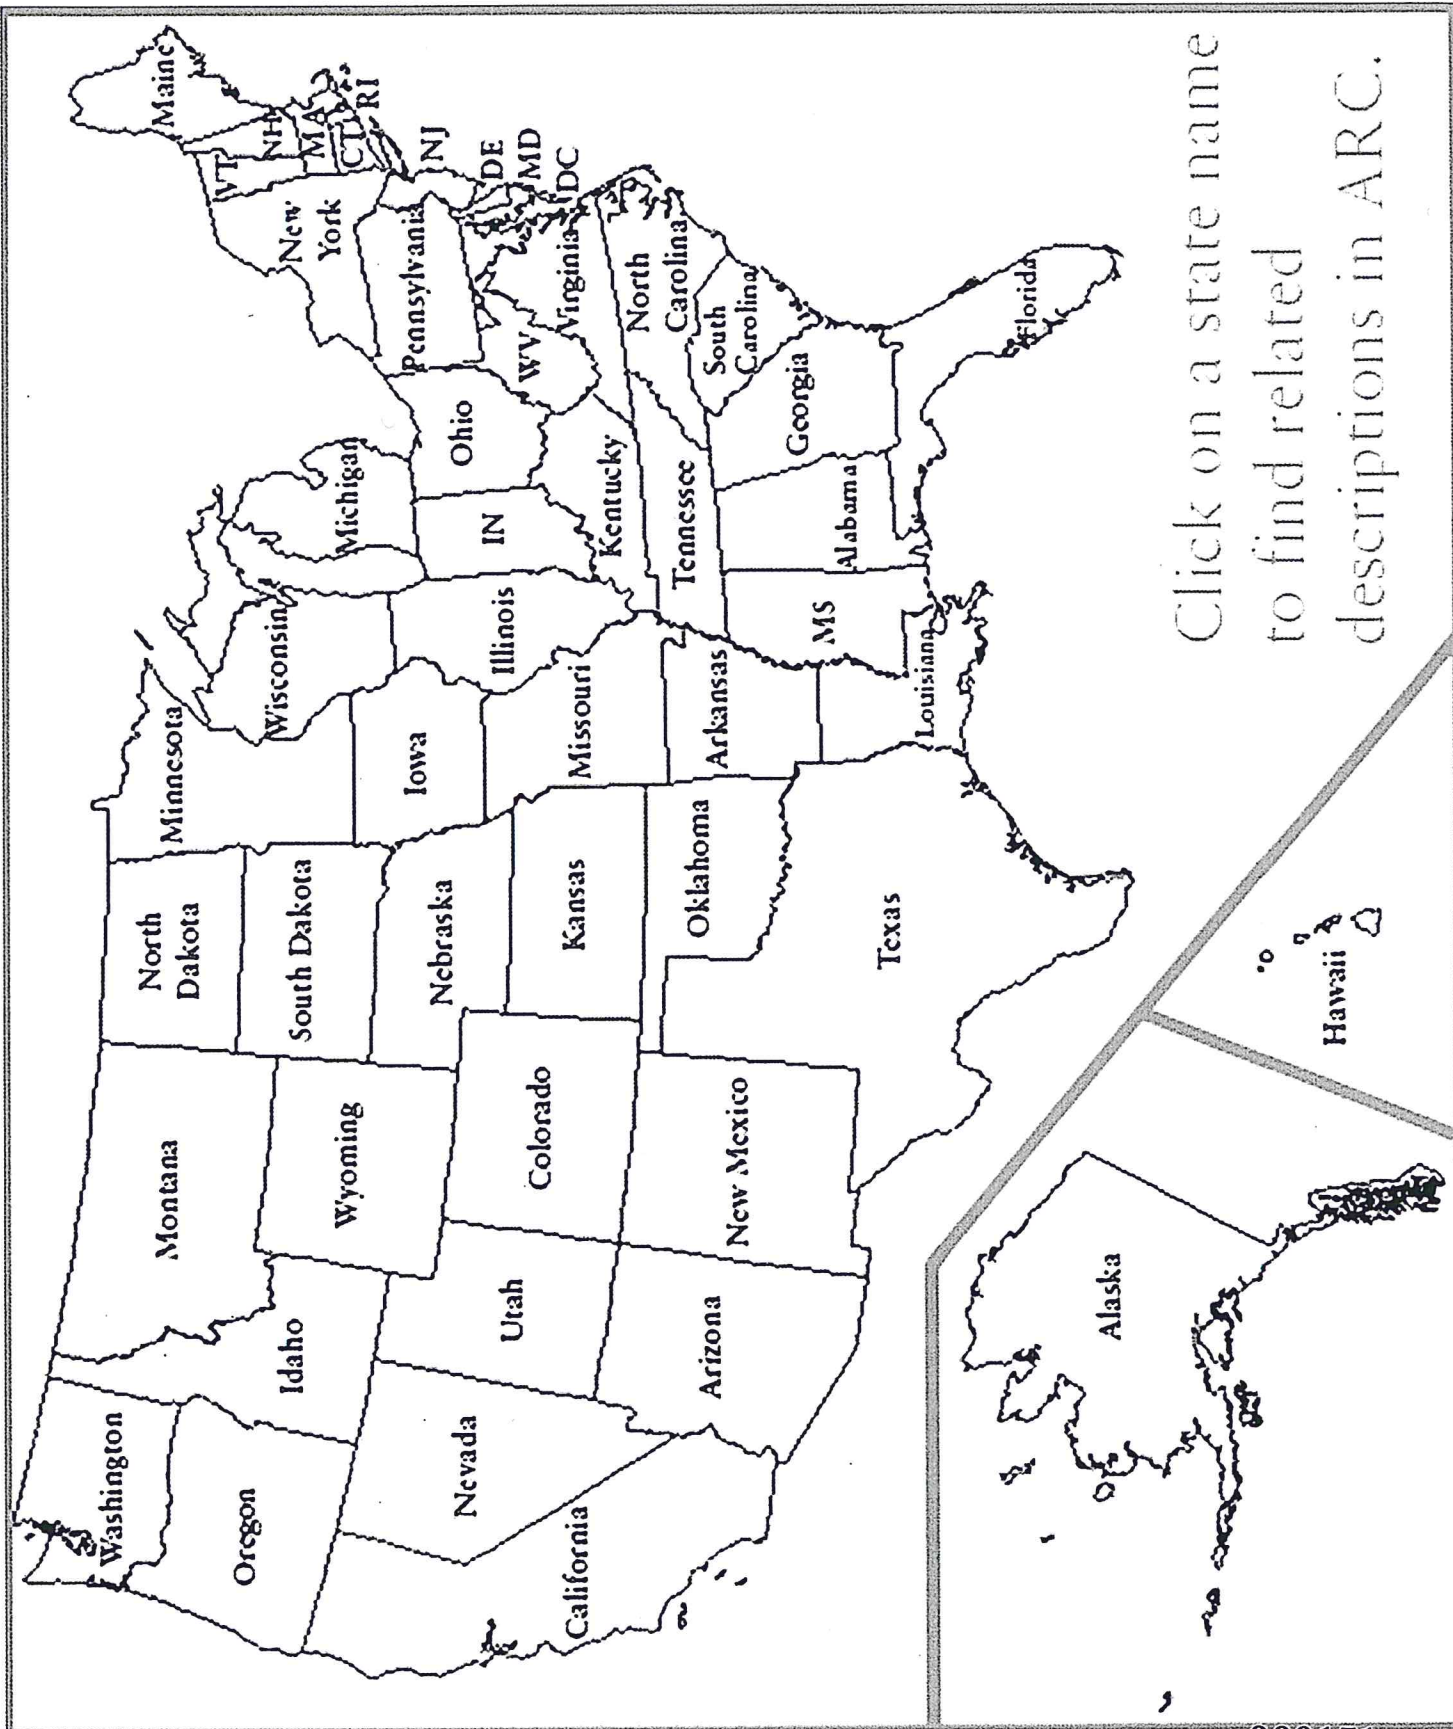 Washington
Oregon
California
Nevada
Idaho
Montana
Wyoming
Utah
Colorado
Arizona
New Mexico
North
Dakota
South Dakota
Nebraska
Kansas
Oklahoma
Texas
Minnesota
Iowa
Missouri
Arkansas
Louisiana
Wisconsin
Illinois
Michigan
IN
Ohio
Kentucky
Tennessee
MS
Alabama
Georgia
Florida
South
Carolina
North
Carolina
Virginia
WV
Pennsylvania
New
York
VT
NH
Maine
MA
CT
RI
NJ
DE
MD
DC
Alaska
Hawaii
Click on a state name
to find related
descriptions in ARC.